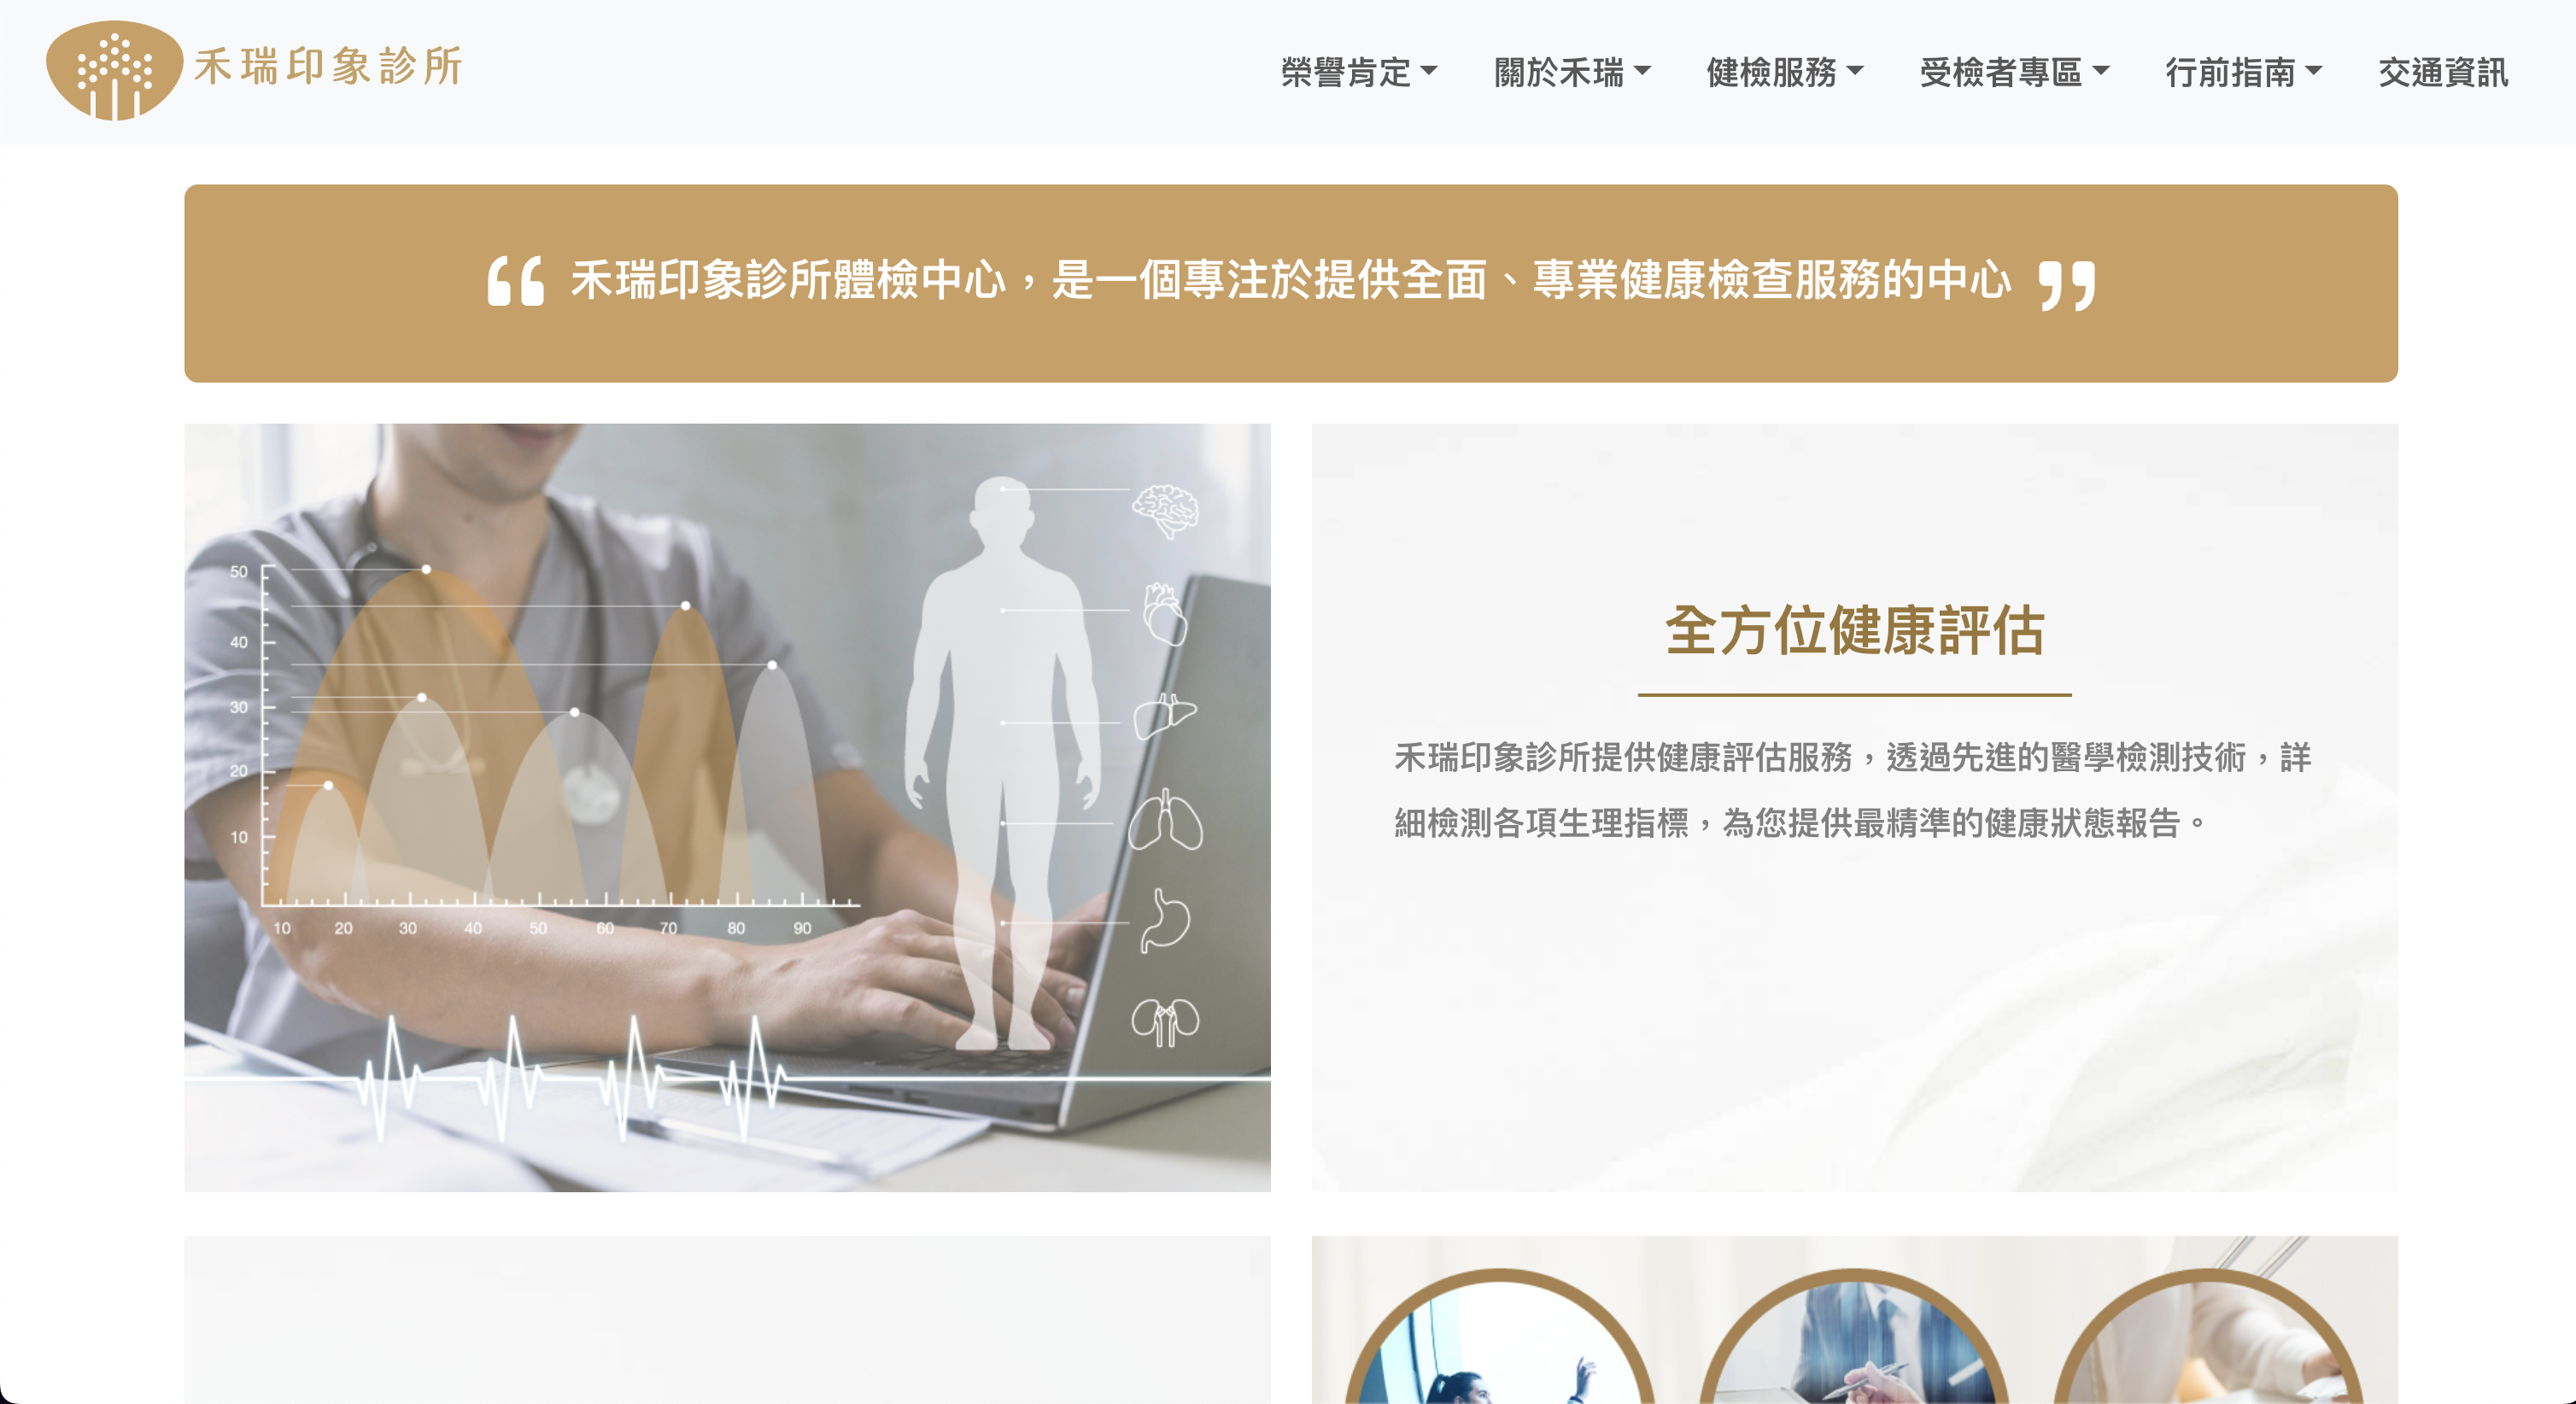 禾瑞印象診所
榮譽肯定 關於禾瑞 健檢服務 受檢者專區 行前指南 交通資訊
“ 禾瑞印象診所體檢中心，是一個專注於提供全面、專業健康檢查服務的中心 ”
50
40
30
20
10
10 20 30 40 50 60 70 80 90
全方位健康評估
禾瑞印象診所提供健康評估服務，透過先進的醫學檢測技術，詳
細檢測各項生理指標，為您提供最精準的健康狀態報告。